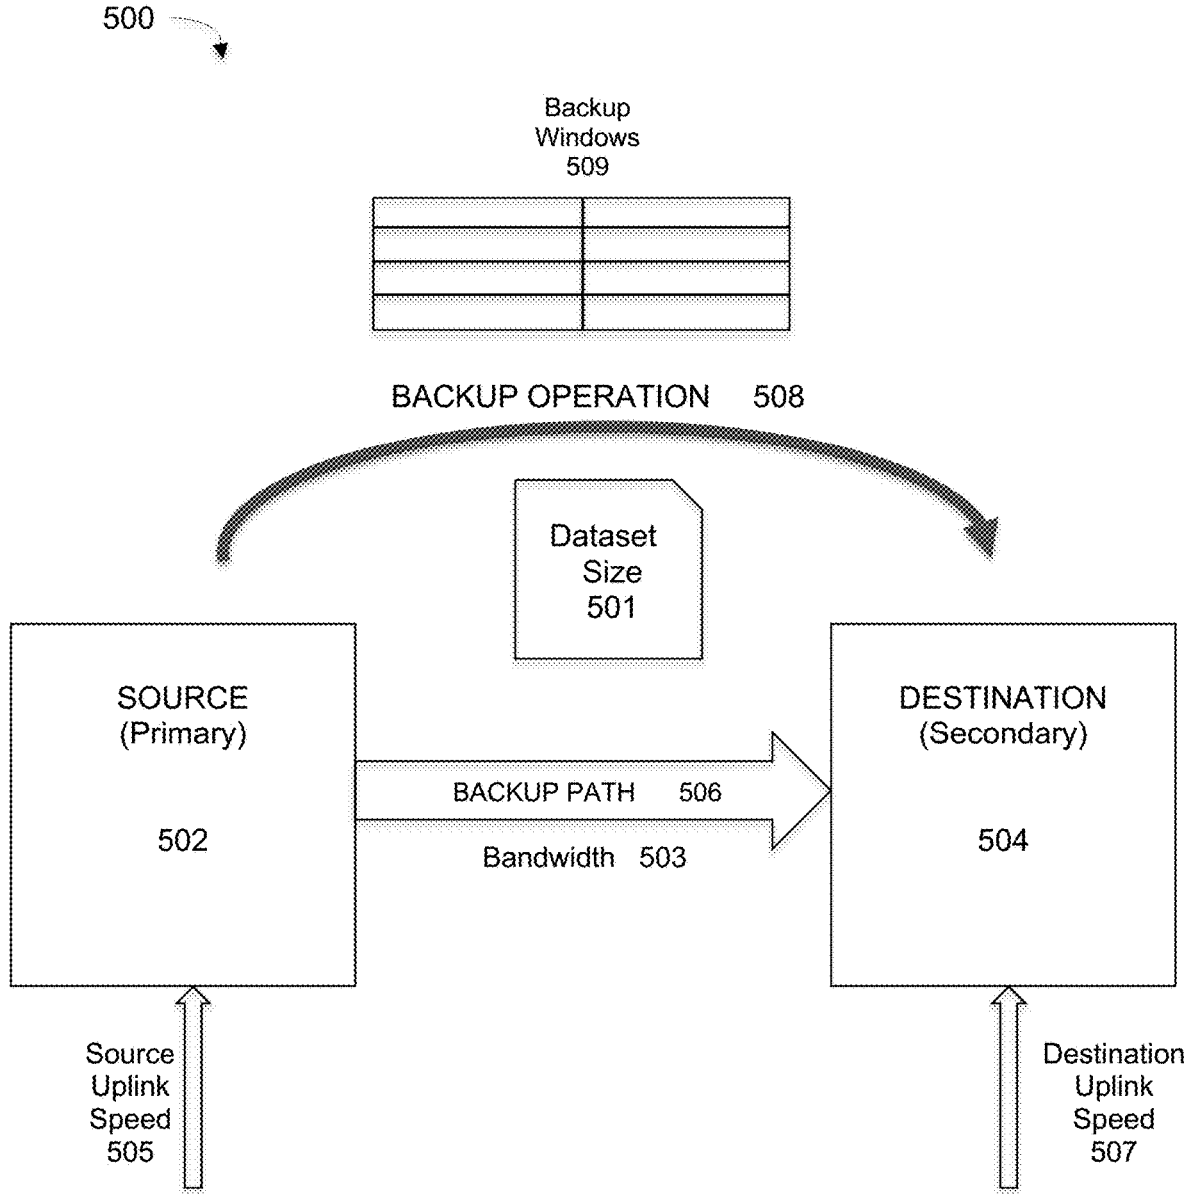 500
Backup
Windows
509
BACKUP OPERATION 508
Dataset
Size
501
SOURCE
(Primary)
502
BACKUP PATH 506
Bandwidth 503
DESTINATION
(Secondary)
504
Source
Uplink
Speed
505
Destination
Uplink
Speed
507